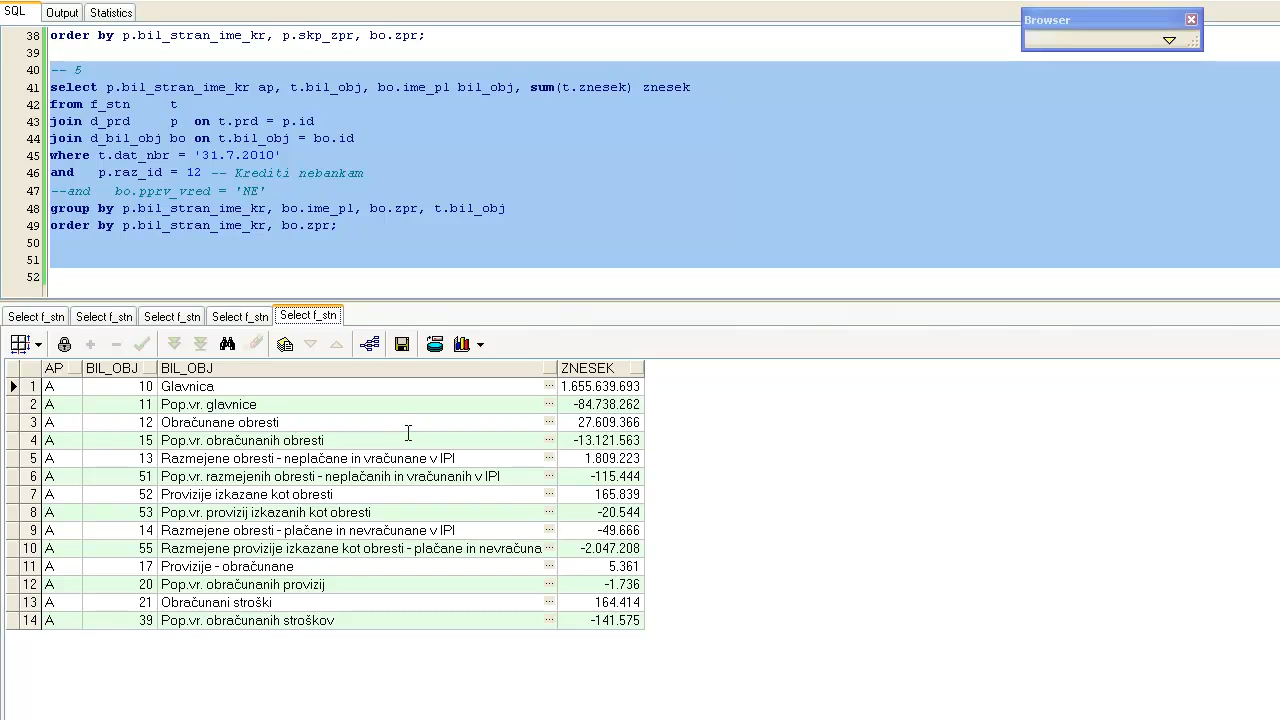 SQL Output Statistics
Browser
38 order by p.bil_stran_ime_kr, p.skp_zpr, bo.zpr;
39
40 -- 5
41 select p.bil_stran_ime_kr ap, t.bil_obj, bo.ime_pl bil_obj, sum(t.znesek) znesek
42 from f_stn t
43 join d_prd p on t.prd = p.id
44 join d_bil_obj bo on t.bil_obj = bo.id
45 where t.dat_nbr = '31.7.2010'
46 and p.raz_id = 12 -- Krediti nebankam
47 --and bo.pprv_vred = 'NE'
48 group by p.bil_stran_ime_kr, bo.ime_pl, bo.zpr, t.bil_obj
49 order by p.bil_stran_ime_kr, bo.zpr;
50
51
52
Select f_stn Select f_stn Select f_stn Select f_stn Select f_stn
AP BIL_OBJ BIL_OBJ ZNESEK
1 A 10 Glavnica ... 1.655.639.693
2 A 11 Pop.vr. glavnice ... -84.738.262
3 A 12 Obračunane obresti ... 27.609.366
4 A 15 Pop.vr. obračunanih obresti ... -13.121.563
5 A 13 Razmejene obresti - neplačane in vračunane v IPI ... 1.809.223
6 A 51 Pop.vr. razmejenih obresti - neplačanih in vračunanih v IPI ... -115.444
7 A 52 Provizije izkazane kot obresti ... 165.839
8 A 53 Pop.vr. provizij izkazanih kot obresti ... -20.544
9 A 14 Razmejene obresti - plačane in nevračunane v IPI ... -49.666
10 A 55 Razmejene provizije izkazane kot obresti - plačane in nevračuna ... -2.047.208
11 A 17 Provizije - obračunane ... 5.361
12 A 20 Pop.vr. obračunanih provizij ... -1.736
13 A 21 Obračunani stroški ... 164.414
14 A 39 Pop.vr. obračunanih stroškov ... -141.575